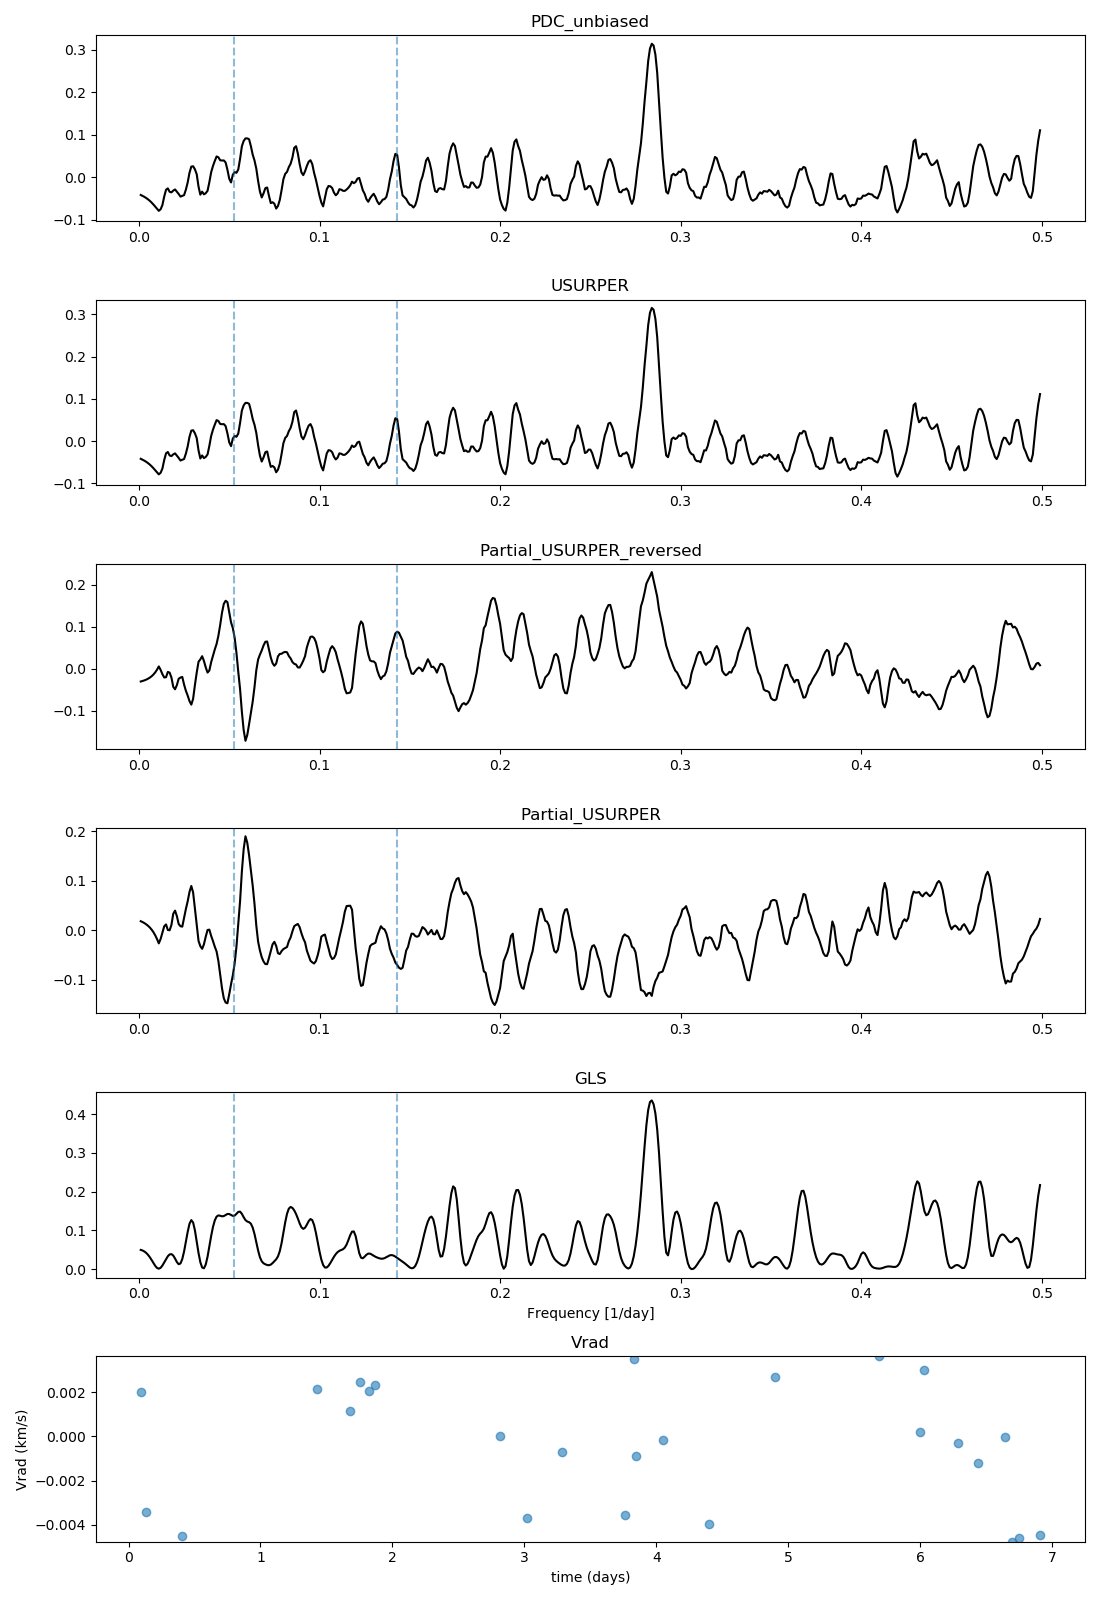 PDC_unbiased
0.3
0.2
0.1
0.0
−0.1
0.0 0.1 0.2 0.3 0.4 0.5
USURPER
0.3
0.2
0.1
0.0
−0.1
0.0 0.1 0.2 0.3 0.4 0.5
Partial_USURPER_reversed
0.2
0.1
0.0
−0.1
0.0 0.1 0.2 0.3 0.4 0.5
Partial_USURPER
0.2
0.1
0.0
−0.1
0.0 0.1 0.2 0.3 0.4 0.5
GLS
0.4
0.3
0.2
0.1
0.0
0.0 0.1 0.2 0.3 0.4 0.5
Frequency [1/day]
Vrad
Vrad (km/s)
0.002
0.000
−0.002
−0.004
0 1 2 3 4 5 6 7
time (days)